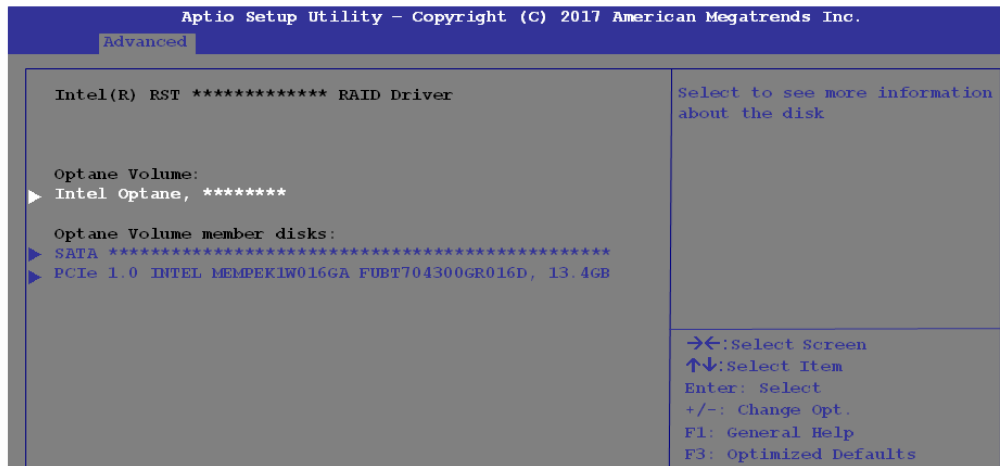 Aptio Setup Utility – Copyright (C) 2017 American Megatrends Inc.
Advanced
Intel(R) RST ************* RAID Driver
Optane Volume:
▶ Intel Optane, ********
Optane Volume member disks:
▶ SATA ************************************************
▶ PCIe 1.0 INTEL MEMPEK1W016GA FUBT704300GR016D, 13.4GB
Select to see more information
about the disk
→←:Select Screen
↑↓:Select Item
Enter: Select
+/-: Change Opt.
F1: General Help
F3: Optimized Defaults